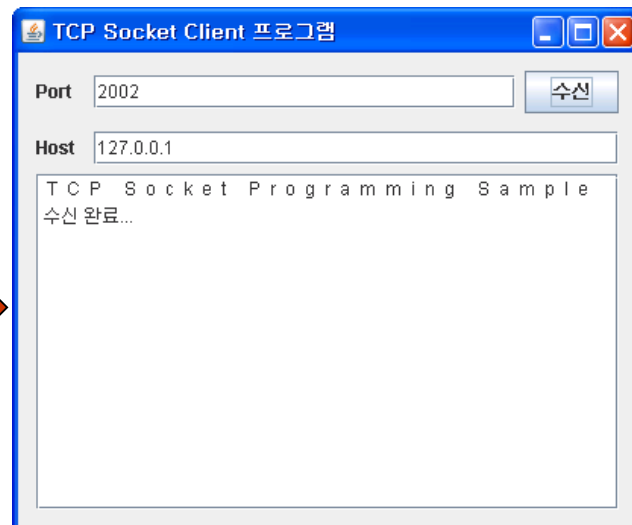 TCP Socket Client 프로그램
Port 2002 수신
Host 127.0.0.1
T C P   S o c k e t   P r o g r a m m i n g   S a m p l e
수신 완료...